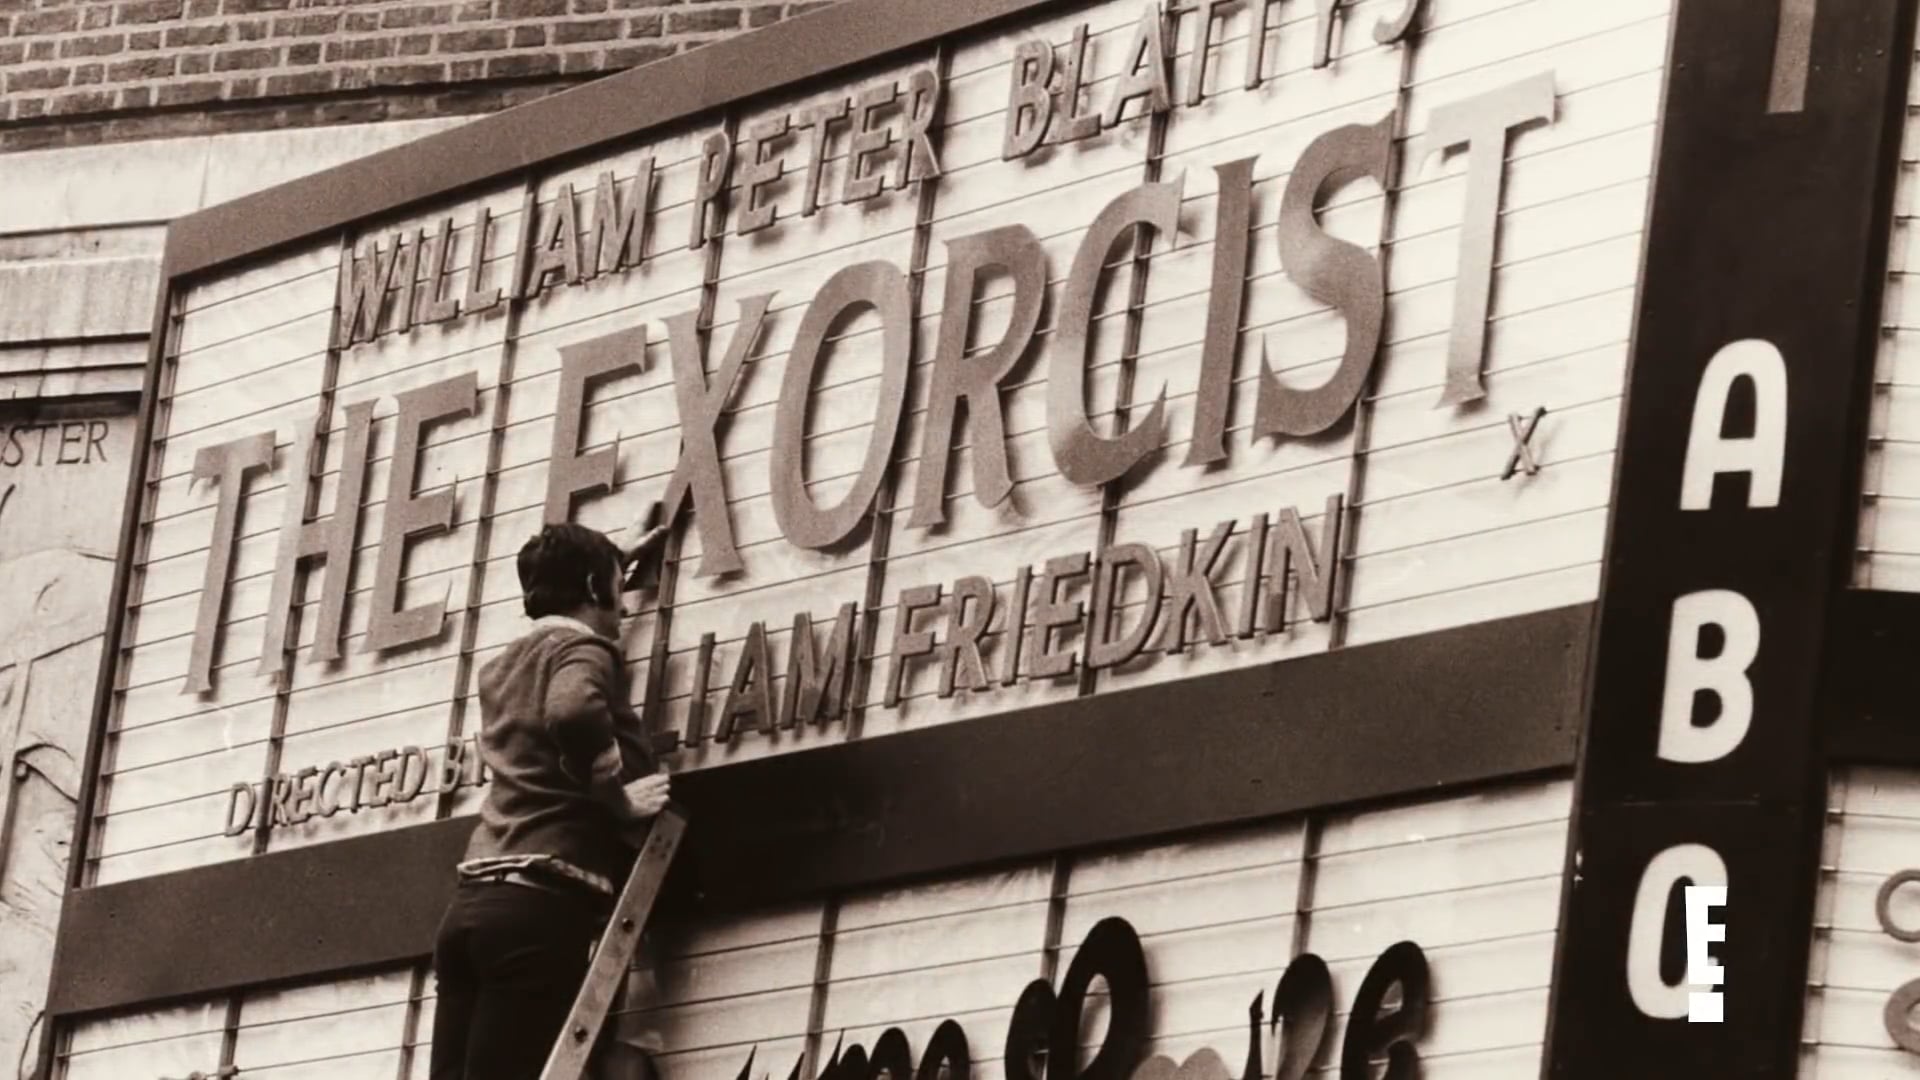 WILLIAM PETER BLATTY'S
THE EXORCIST
X
DIRECTED BY
LIAM FRIEDKIN
STER
A
B
C
E!